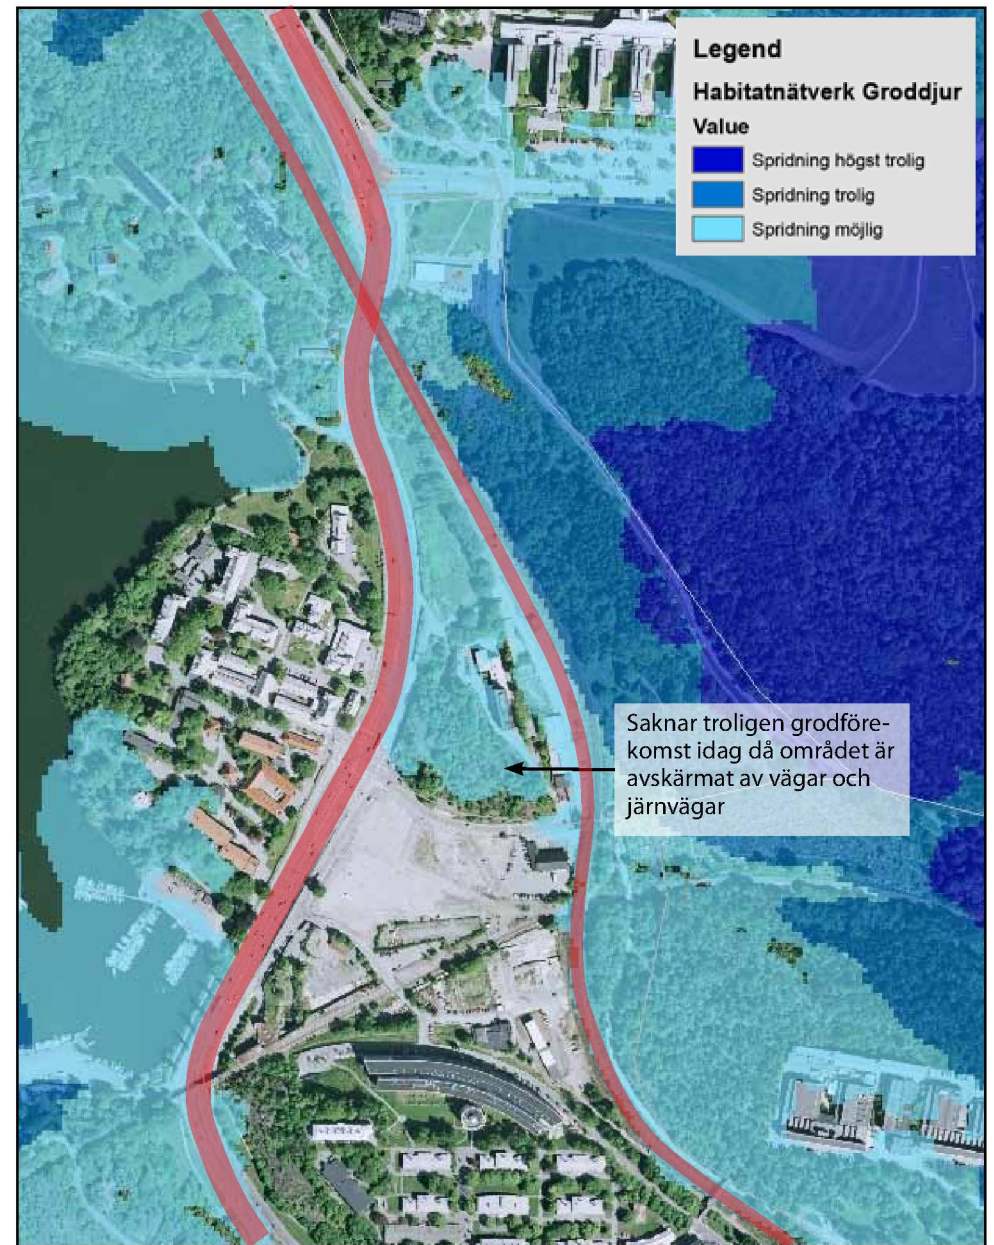 Legend
Habitatnätverk Groddjur
Value
Spridning högst trolig
Spridning trolig
Spridning möjlig
Saknar troligen grodföre-
komst idag då området är
avskärmat av vägar och
järnvägar